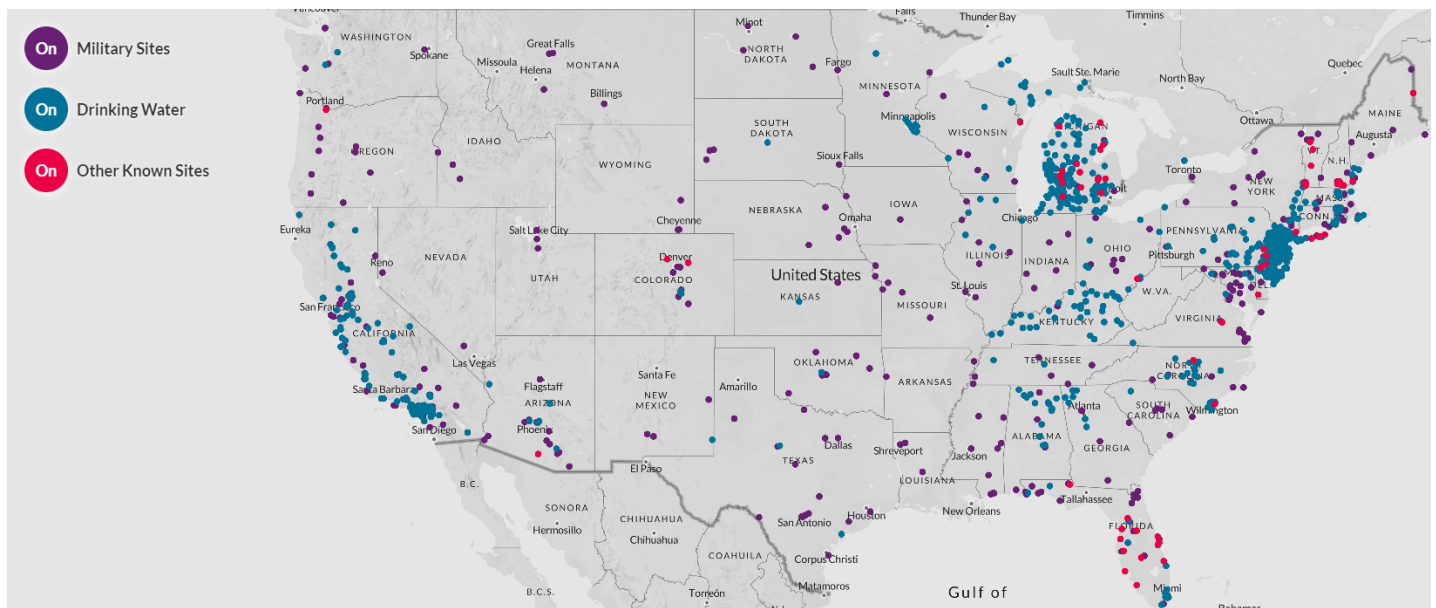 On Military Sites
On Drinking Water
On Other Known Sites
Vancouver
WASHINGTON
Spokane
Great Falls
Missoula
Helena
MONTANA
Billings
Minot
NORTH
DAKOTA
Fargo
Falls
Thunder Bay
Timmins
MINNESOTA
Sault Ste. Marie
North Bay
Quebec
Ottawa
MAINE
Augusta
Portland
OREGON
IDAHO
WYOMING
SOUTH
DAKOTA
Minneapolis
WISCONSIN
MICHIGAN
Toronto
NEW
YORK
VT.
N.H.
MASS.
CONN.
Sioux Falls
Eureka
Reno
NEVADA
Salt Lake City
UTAH
Cheyenne
Denver
COLORADO
NEBRASKA
Omaha
IOWA
Chicago
United States
KANSAS
MISSOURI
St. Louis
ILLINOIS
INDIANA
OHIO
PENNSYLVANIA
Pittsburgh
W.VA.
VIRGINIA
DEL.
KENTUCKY
San Francisco
CALIFORNIA
Las Vegas
Santa Barbara
San Diego
Flagstaff
ARIZONA
Phoenix
Santa Fe
NEW
MEXICO
Amarillo
OKLAHOMA
ARKANSAS
TENNESSEE
NORTH
CAROLINA
Atlanta
SOUTH
CAROLINA
Wilmington
ALABAMA
GEORGIA
El Paso
TEXAS
Dallas
Shreveport
Jackson
LOUISIANA
Tallahassee
New Orleans
Houston
San Antonio
Corpus Christi
Matamoros
FLORIDA
Miami
Gulf of
Bahamas
B.C.
SONORA
Hermosillo
CHIHUAHUA
Chihuahua
COAHUILA
B.C.S.
Torreón
N.L.